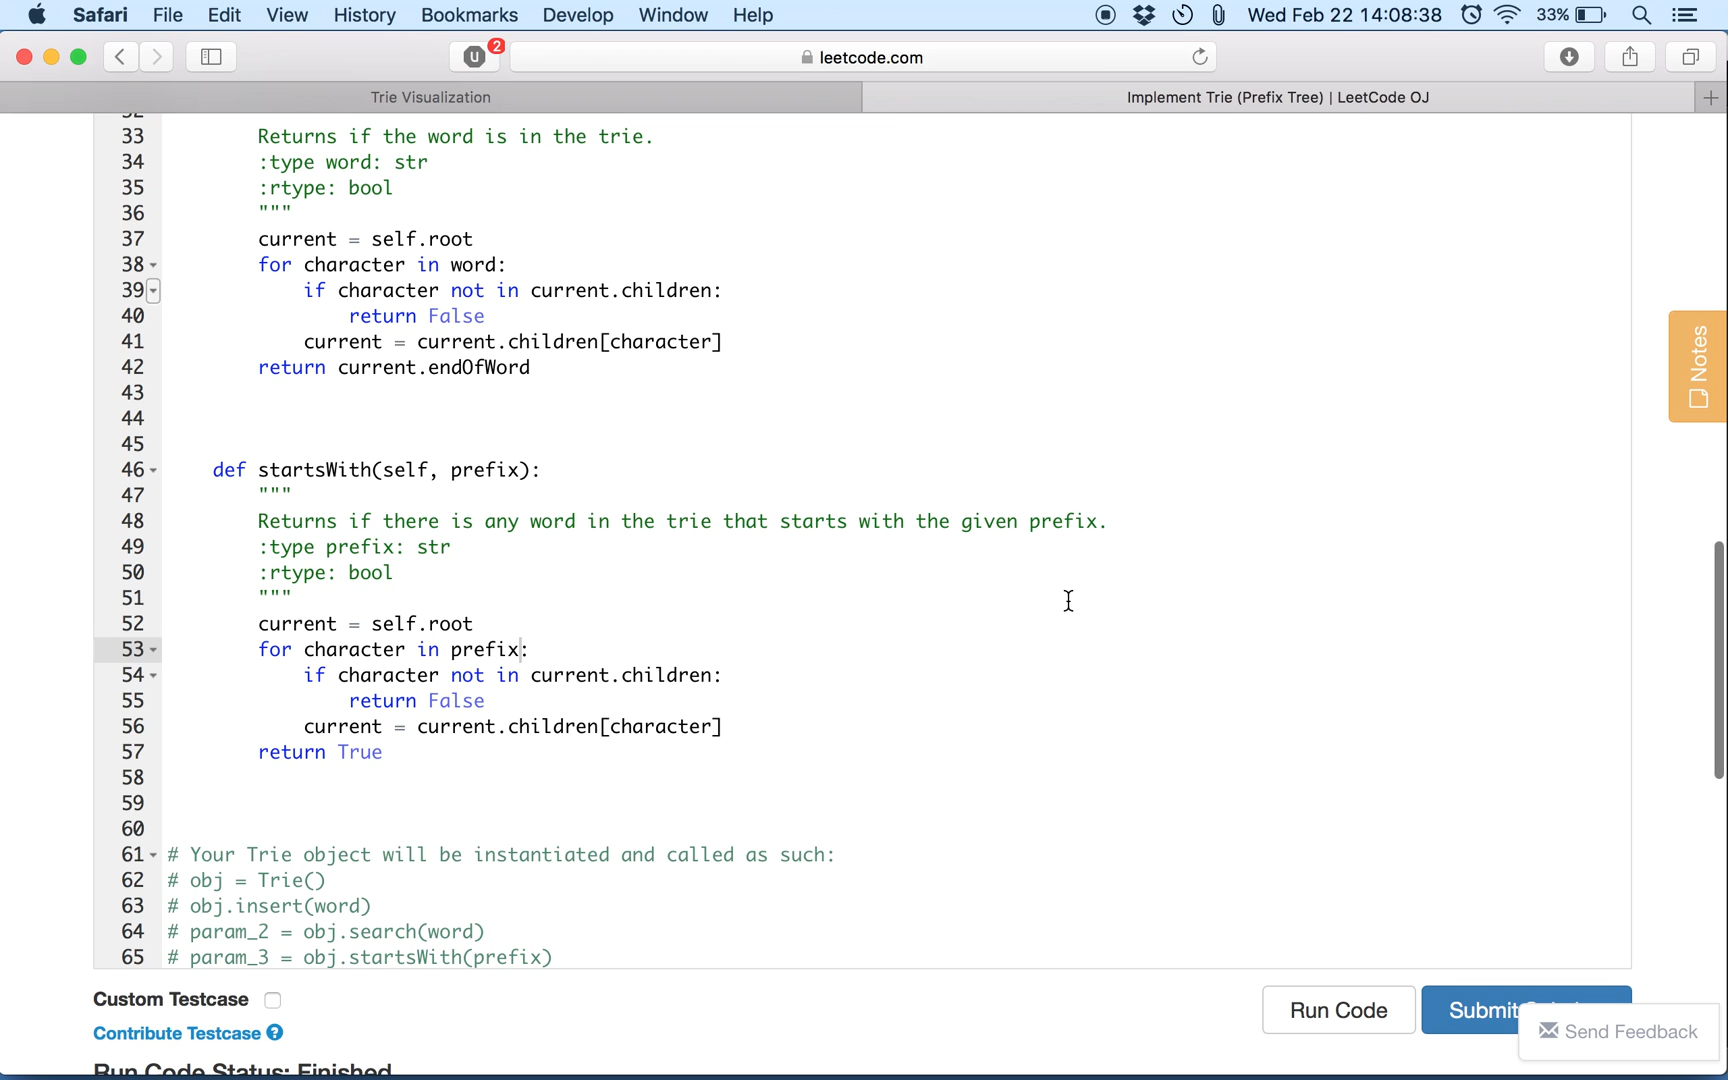 Safari File Edit View History Bookmarks Develop Window Help Wed Feb 22 14:08:38 33%
U 2 leetcode.com
Trie Visualization Implement Trie (Prefix Tree) | LeetCode OJ +
33 Returns if the word is in the trie.
34 :type word: str
35 :rtype: bool
36 """
37 current = self.root
38 for character in word:
39 if character not in current.children:
40 return False
41 current = current.children[character]
42 return current.endOfWord
43
44
45
46 def startsWith(self, prefix):
47 """
48 Returns if there is any word in the trie that starts with the given prefix.
49 :type prefix: str
50 :rtype: bool
51 """
52 current = self.root
53 for character in prefix:
54 if character not in current.children:
55 return False
56 current = current.children[character]
57 return True
58
59
60
61 # Your Trie object will be instantiated and called as such:
62 # obj = Trie()
63 # obj.insert(word)
64 # param_2 = obj.search(word)
65 # param_3 = obj.startsWith(prefix)
Notes
Custom Testcase
Contribute Testcase ?
Run Code Submit
Send Feedback
Run Code Status: Finished